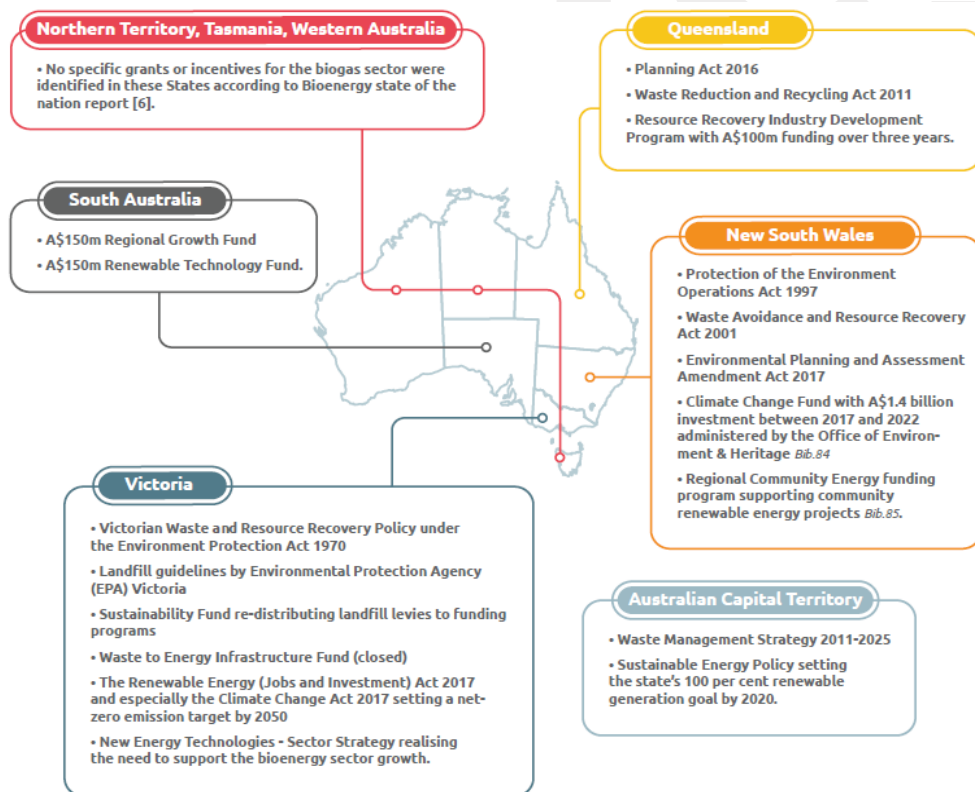 Northern Territory, Tasmania, Western Australia
• No specific grants or incentives for the biogas sector were
identified in these States according to Bioenergy state of the
nation report [6].
Queensland
• Planning Act 2016
• Waste Reduction and Recycling Act 2011
• Resource Recovery Industry Development
Program with A$100m funding over three years.
South Australia
• A$150m Regional Growth Fund
• A$150m Renewable Technology Fund.
New South Wales
• Protection of the Environment
Operations Act 1997
• Waste Avoidance and Resource Recovery
Act 2001
• Environmental Planning and Assessment
Amendment Act 2017
• Climate Change Fund with A$1.4 billion
investment between 2017 and 2022
administered by the Office of Environ-
ment & Heritage Bib.84
• Regional Community Energy funding
program supporting community
renewable energy projects Bib.85.
Victoria
• Victorian Waste and Resource Recovery Policy under
the Environment Protection Act 1970
• Landfill guidelines by Environmental Protection Agency
(EPA) Victoria
• Sustainability Fund re-distributing landfill levies to funding
programs
• Waste to Energy Infrastructure Fund (closed)
• The Renewable Energy (Jobs and Investment) Act 2017
and especially the Climate Change Act 2017 setting a net-
zero emission target by 2050
• New Energy Technologies - Sector Strategy realising
the need to support the bioenergy sector growth.
Australian Capital Territory
• Waste Management Strategy 2011-2025
• Sustainable Energy Policy setting
the state's 100 per cent renewable
generation goal by 2020.